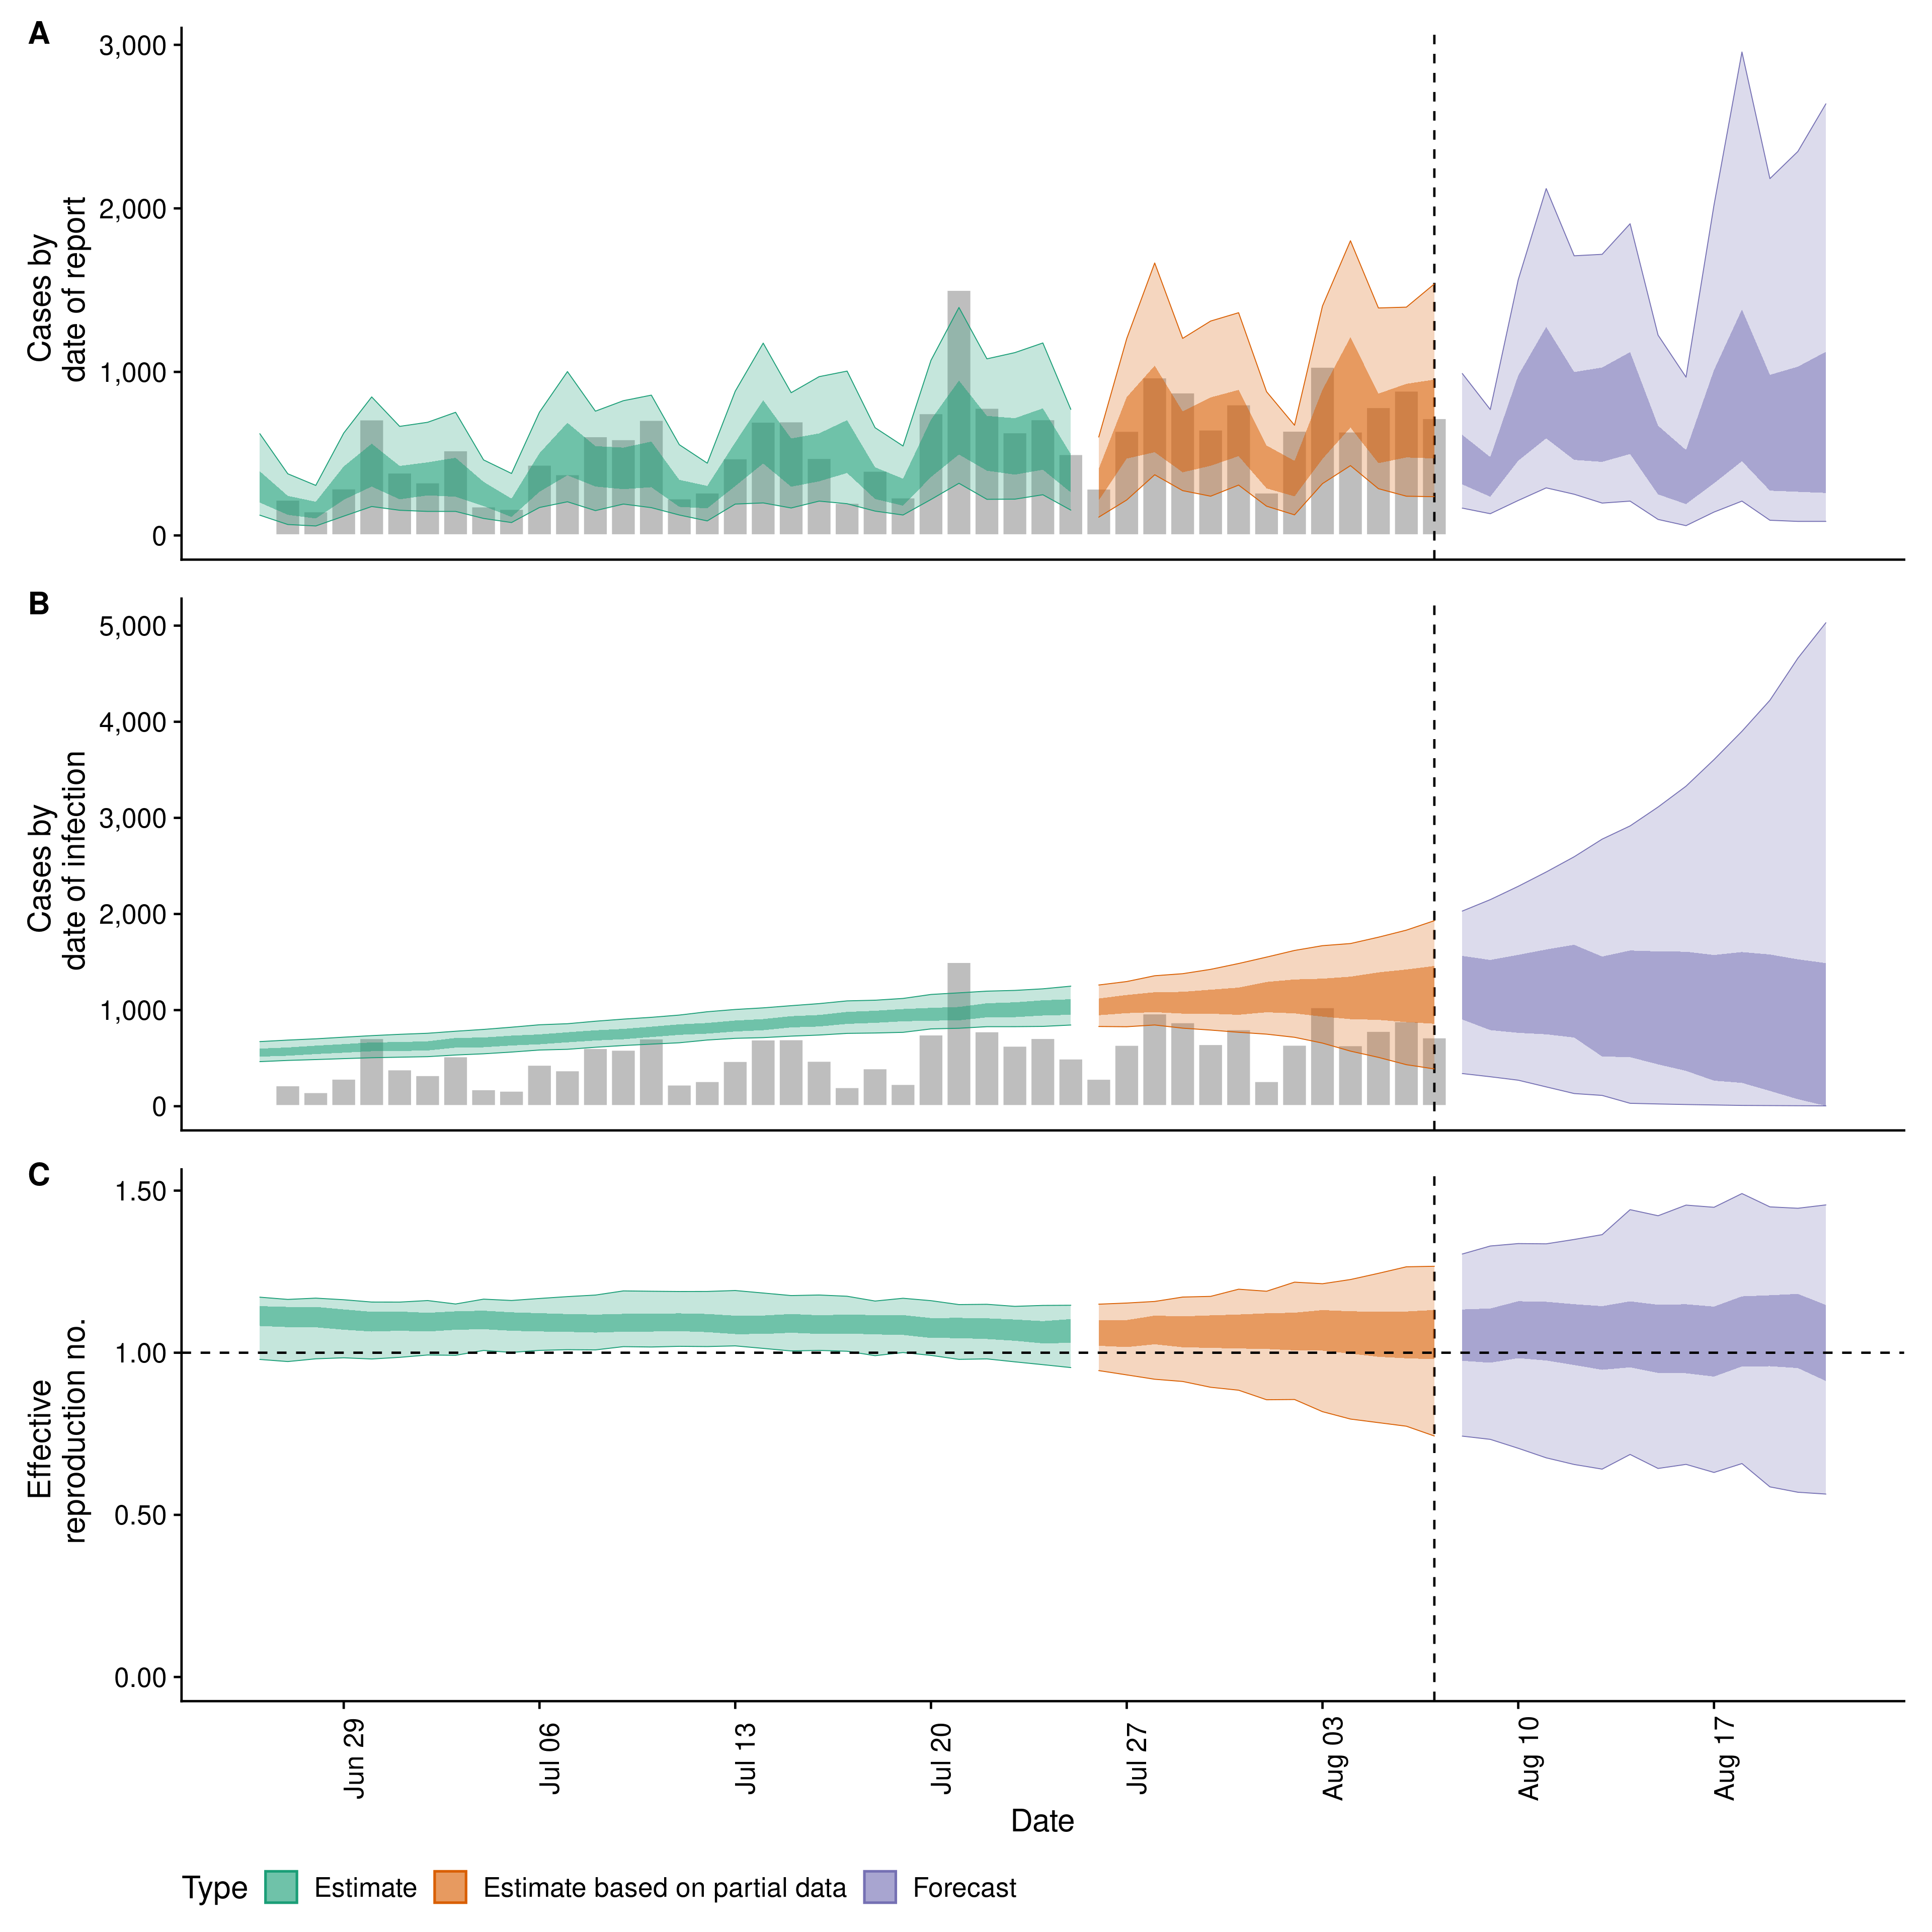 A
3,000
2,000
1,000
0
Cases by
date of report
B
5,000
4,000
3,000
2,000
1,000
0
Cases by
date of infection
C
1.50
1.00
0.50
0.00
Effective
reproduction no.
Jun 29
Jul 06
Jul 13
Jul 20
Jul 27
Aug 03
Aug 10
Aug 17
Date
Type Estimate Estimate based on partial data Forecast